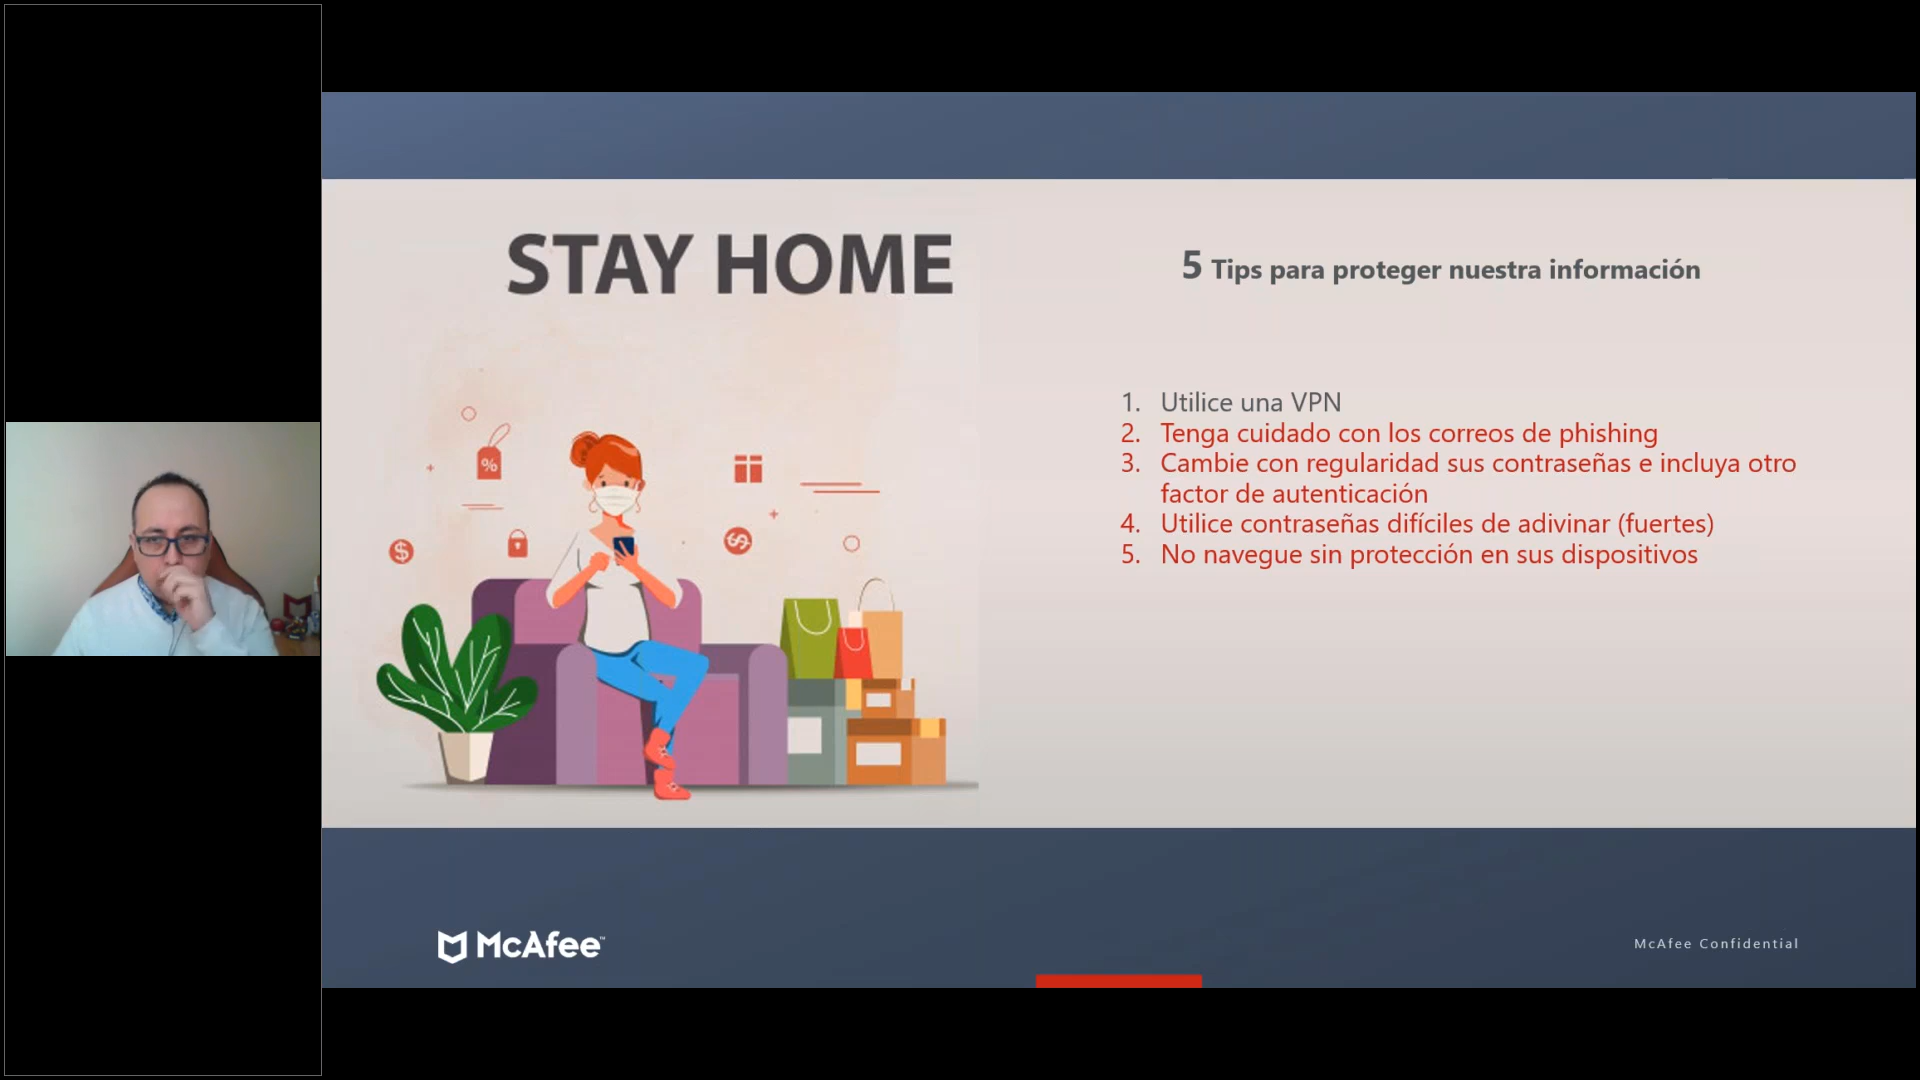 STAY HOME
5 Tips para proteger nuestra información
1. Utilice una VPN
2. Tenga cuidado con los correos de phishing
3. Cambie con regularidad sus contraseñas e incluya otro
factor de autenticación
4. Utilice contraseñas difíciles de adivinar (fuertes)
5. No navegue sin protección en sus dispositivos
%
$
$
McAfee™
McAfee Confidential